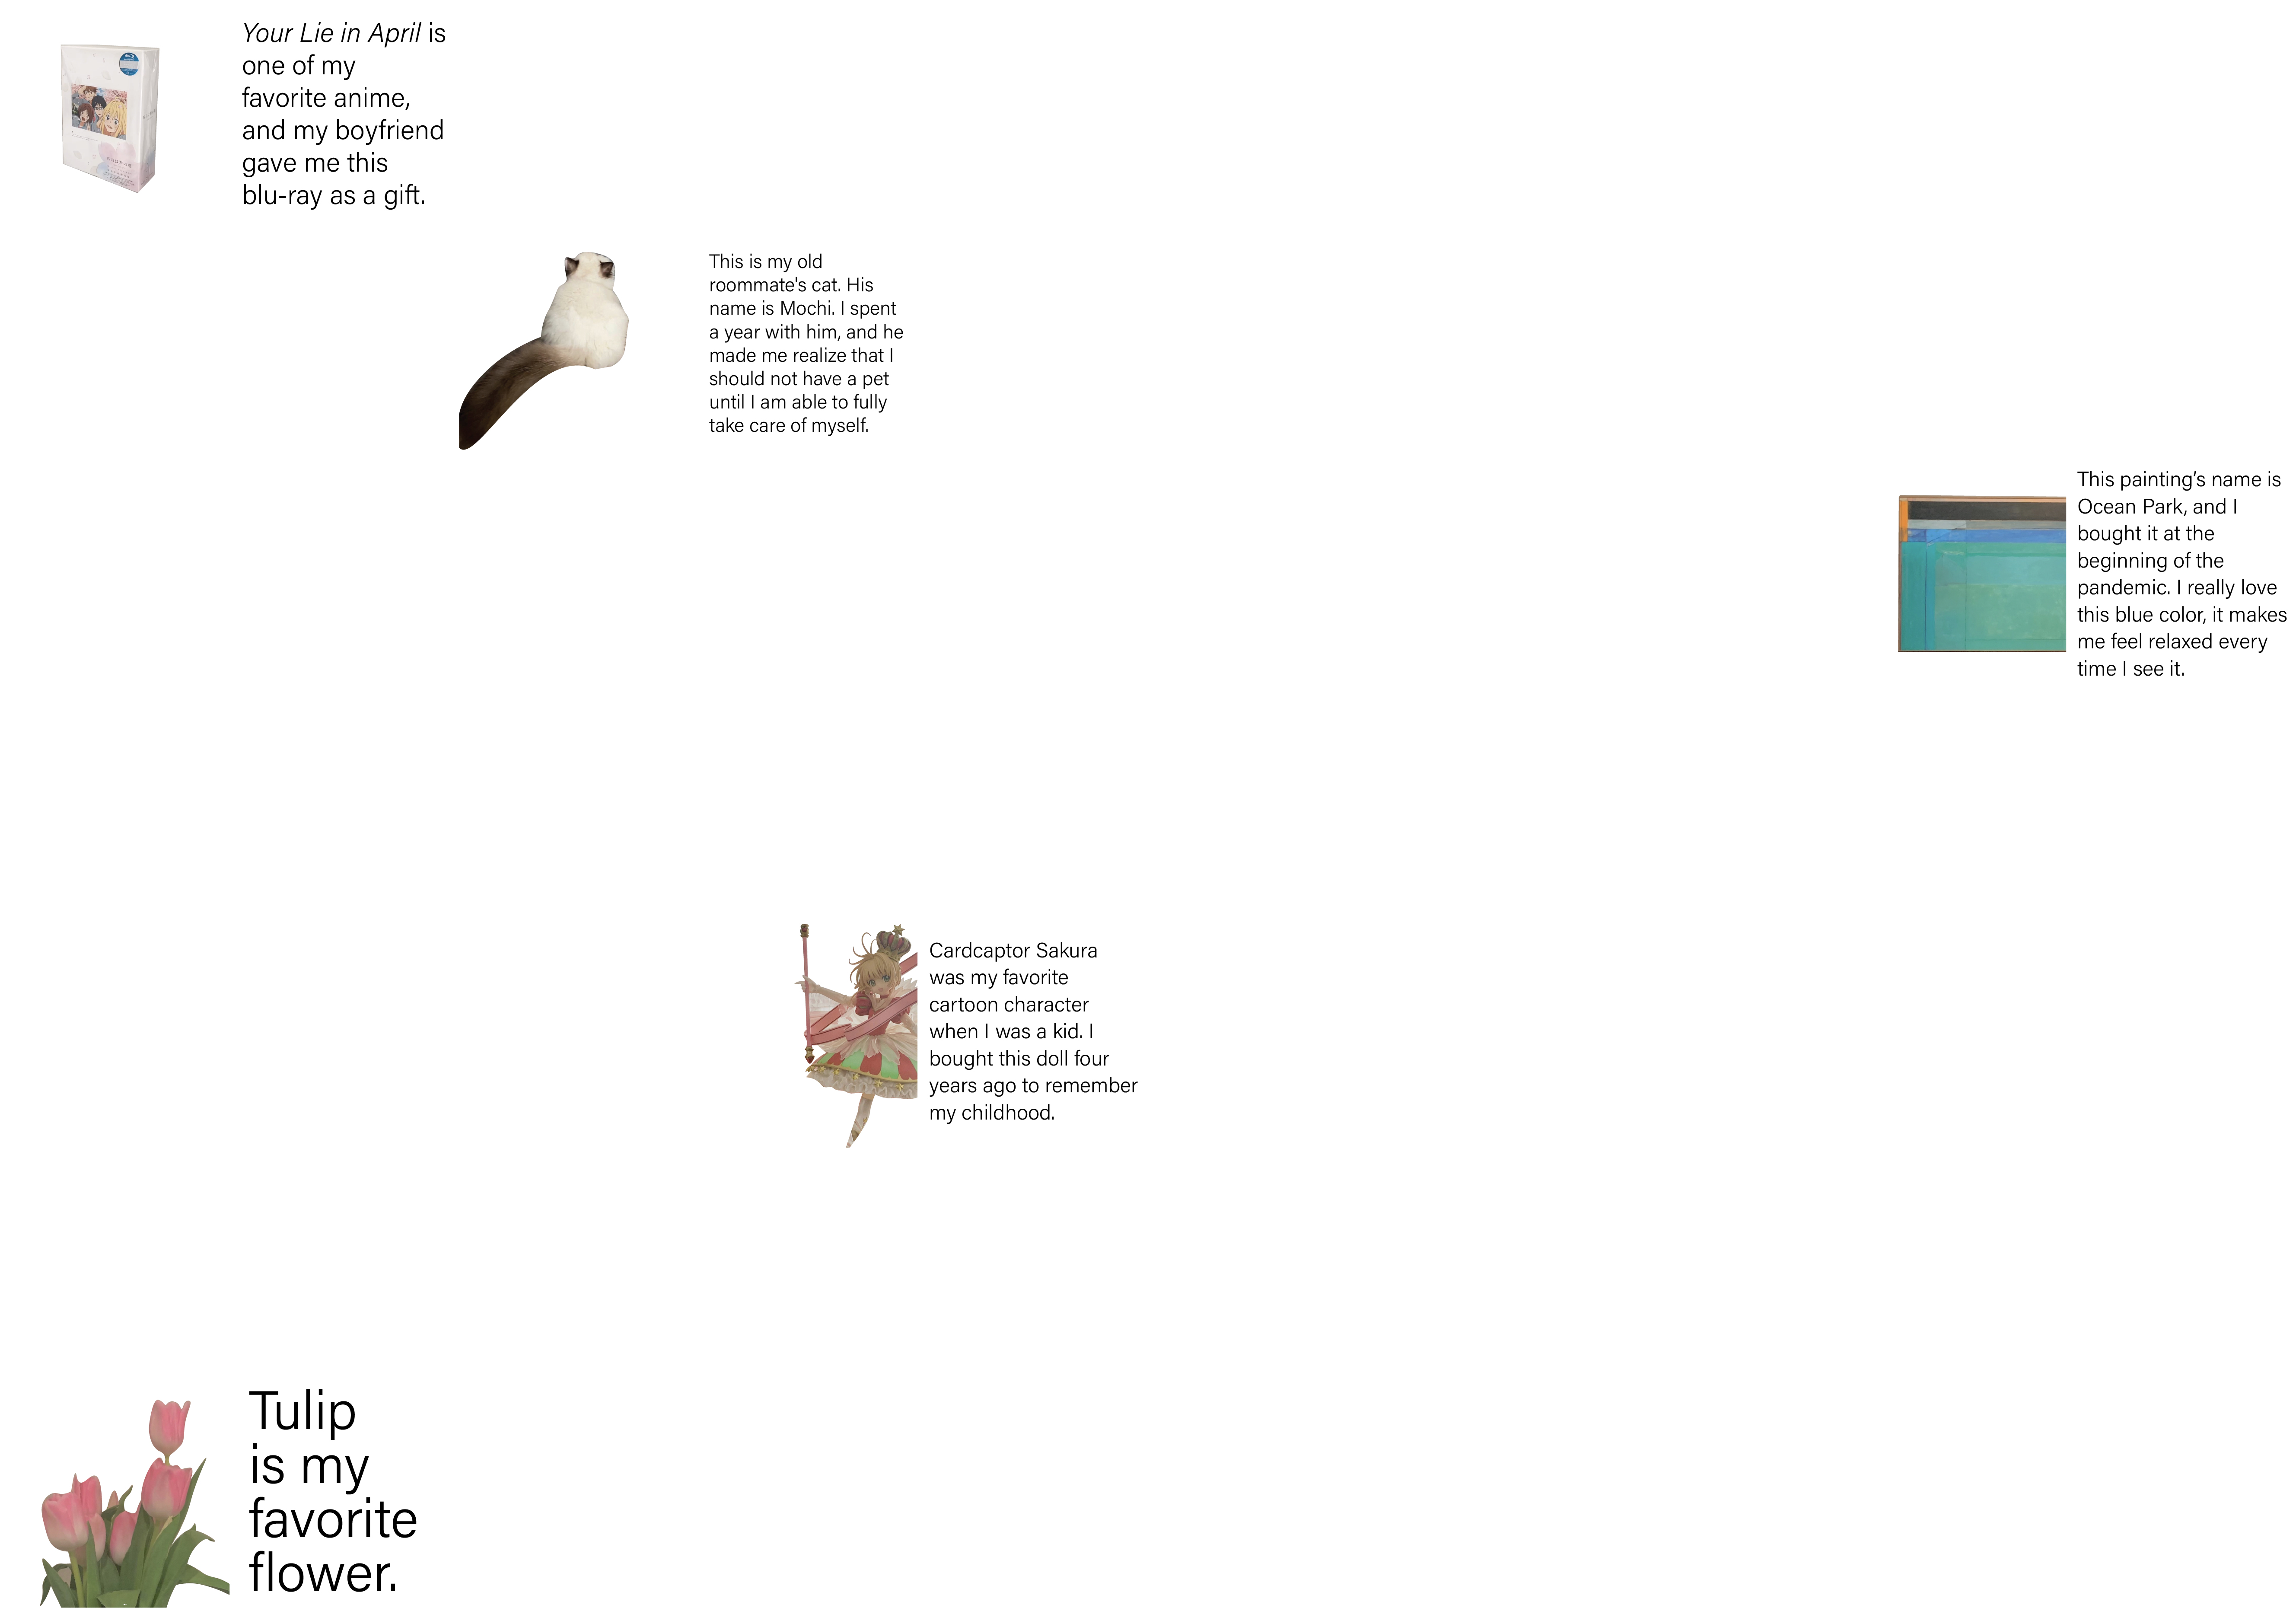 Your Lie in April is
one of my
favorite anime,
and my boyfriend
gave me this
blu-ray as a gift.
This is my old
roommate's cat. His
name is Mochi. I spent
a year with him, and he
made me realize that I
should not have a pet
until I am able to fully
take care of myself.
This painting’s name is
Ocean Park, and I
bought it at the
beginning of the
pandemic. I really love
this blue color, it makes
me feel relaxed every
time I see it.
Cardcaptor Sakura
was my favorite
cartoon character
when I was a kid. I
bought this doll four
years ago to remember
my childhood.
Tulip
is my
favorite
flower.